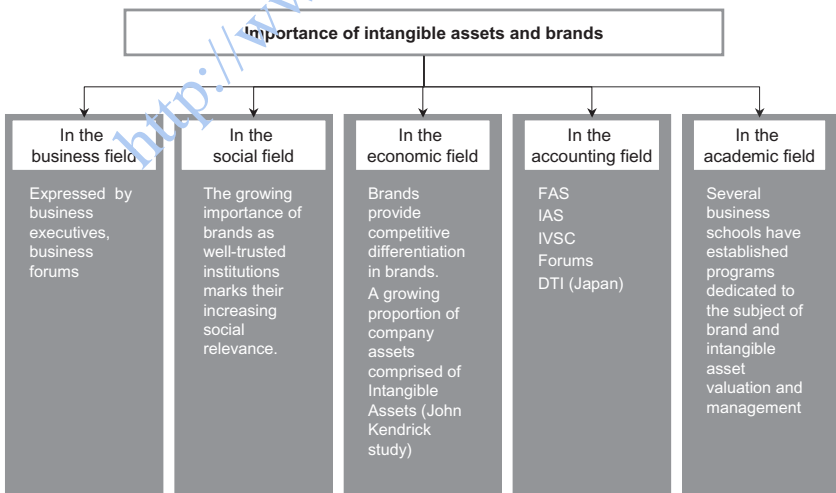 Importance of intangible assets and brands
In the
business field
Expressed by
business
executives,
business
forums
In the
social field
The growing
importance of
brands as
well-trusted
institutions
marks their
increasing
social
relevance.
In the
economic field
Brands
provide
competitive
differentiation
in brands.
A growing
proportion of
company
assets
comprised of
Intangible
Assets (John
Kendrick
study)
In the
accounting field
FAS
IAS
IVSC
Forums
DTI (Japan)
In the
academic field
Several
business
schools have
established
programs
dedicated to
the subject of
brand and
intangible
asset
valuation and
management
http://ww